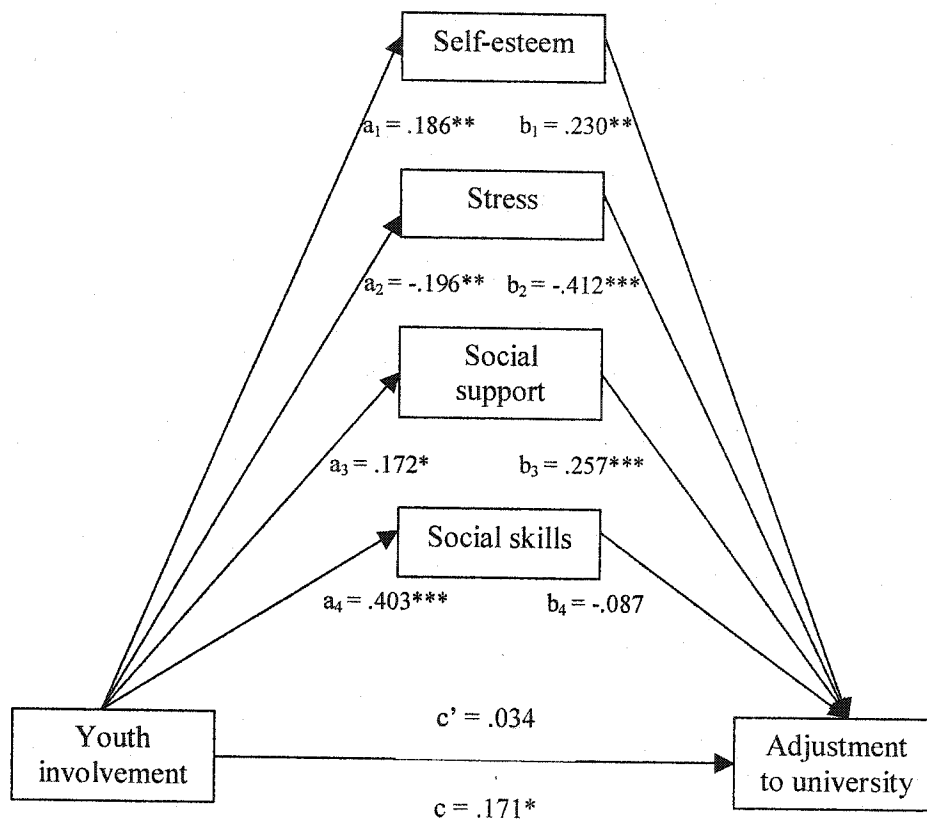 Self-esteem
a₁ = .186** b₁ = .230**
Stress
a₂ = -.196** b₂ = -.412***
Social
support
a₃ = .172* b₃ = .257***
Social skills
a₄ = .403*** b₄ = -.087
c’ = .034
Youth
involvement
Adjustment
to university
c = .171*